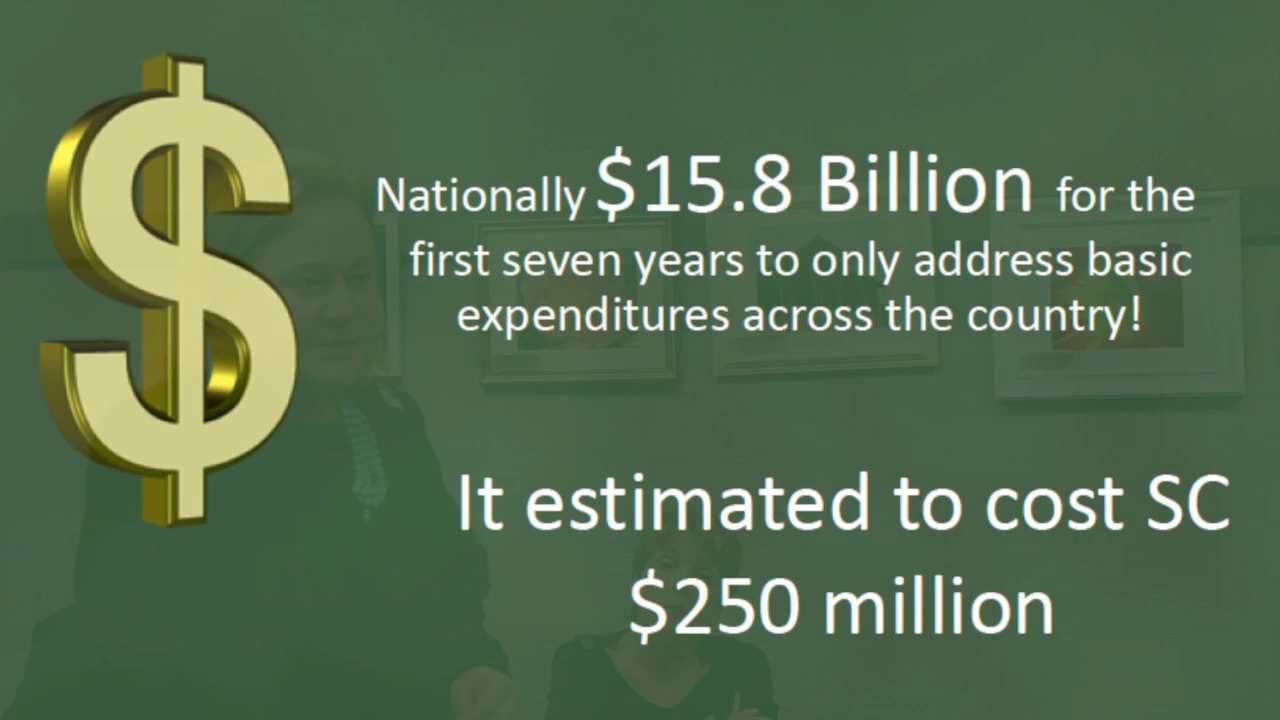 Nationally $15.8 Billion for the
first seven years to only address basic
expenditures across the country!
It estimated to cost SC
$250 million